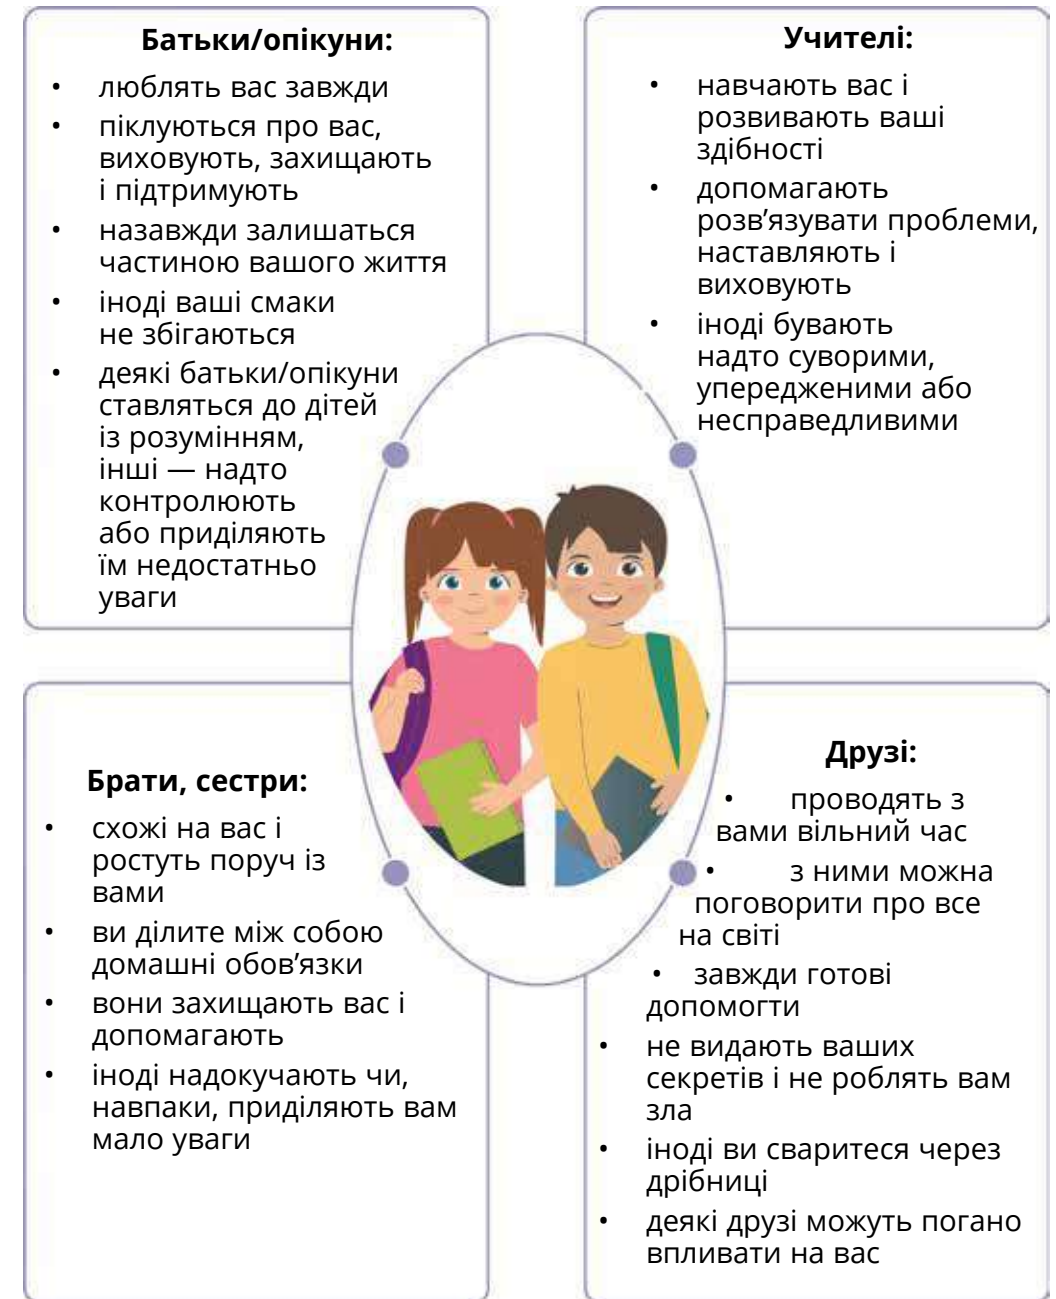 Батьки/опікуни:
• люблять вас завжди
• піклуються про вас,
виховують, захищають
і підтримують
• назавжди залишаться
частиною вашого життя
• іноді ваші смаки
не збігаються
• деякі батьки/опікуни
ставляться до дітей
із розумінням,
інші — надто
контролюють
або приділяють
їм недостатньо
уваги
Учителі:
• навчають вас і
розвивають ваші
здібності
• допомагають
розв’язувати проблеми,
наставляють і
виховують
• іноді бувають
надто суворими,
упередженими або
несправедливими
Брати, сестри:
• схожі на вас і
ростуть поруч із
вами
• ви ділите між собою
домашні обов’язки
• вони захищають вас і
допомагають
• іноді надокучають чи,
навпаки, приділяють вам
мало уваги
Друзі:
• проводять з
вами вільний час
• з ними можна
поговорити про все
на світі
• завжди готові
допомогти
• не видають ваших
секретів і не роблять вам
зла
• іноді ви сваритеся через
дрібниці
• деякі друзі можуть погано
впливати на вас